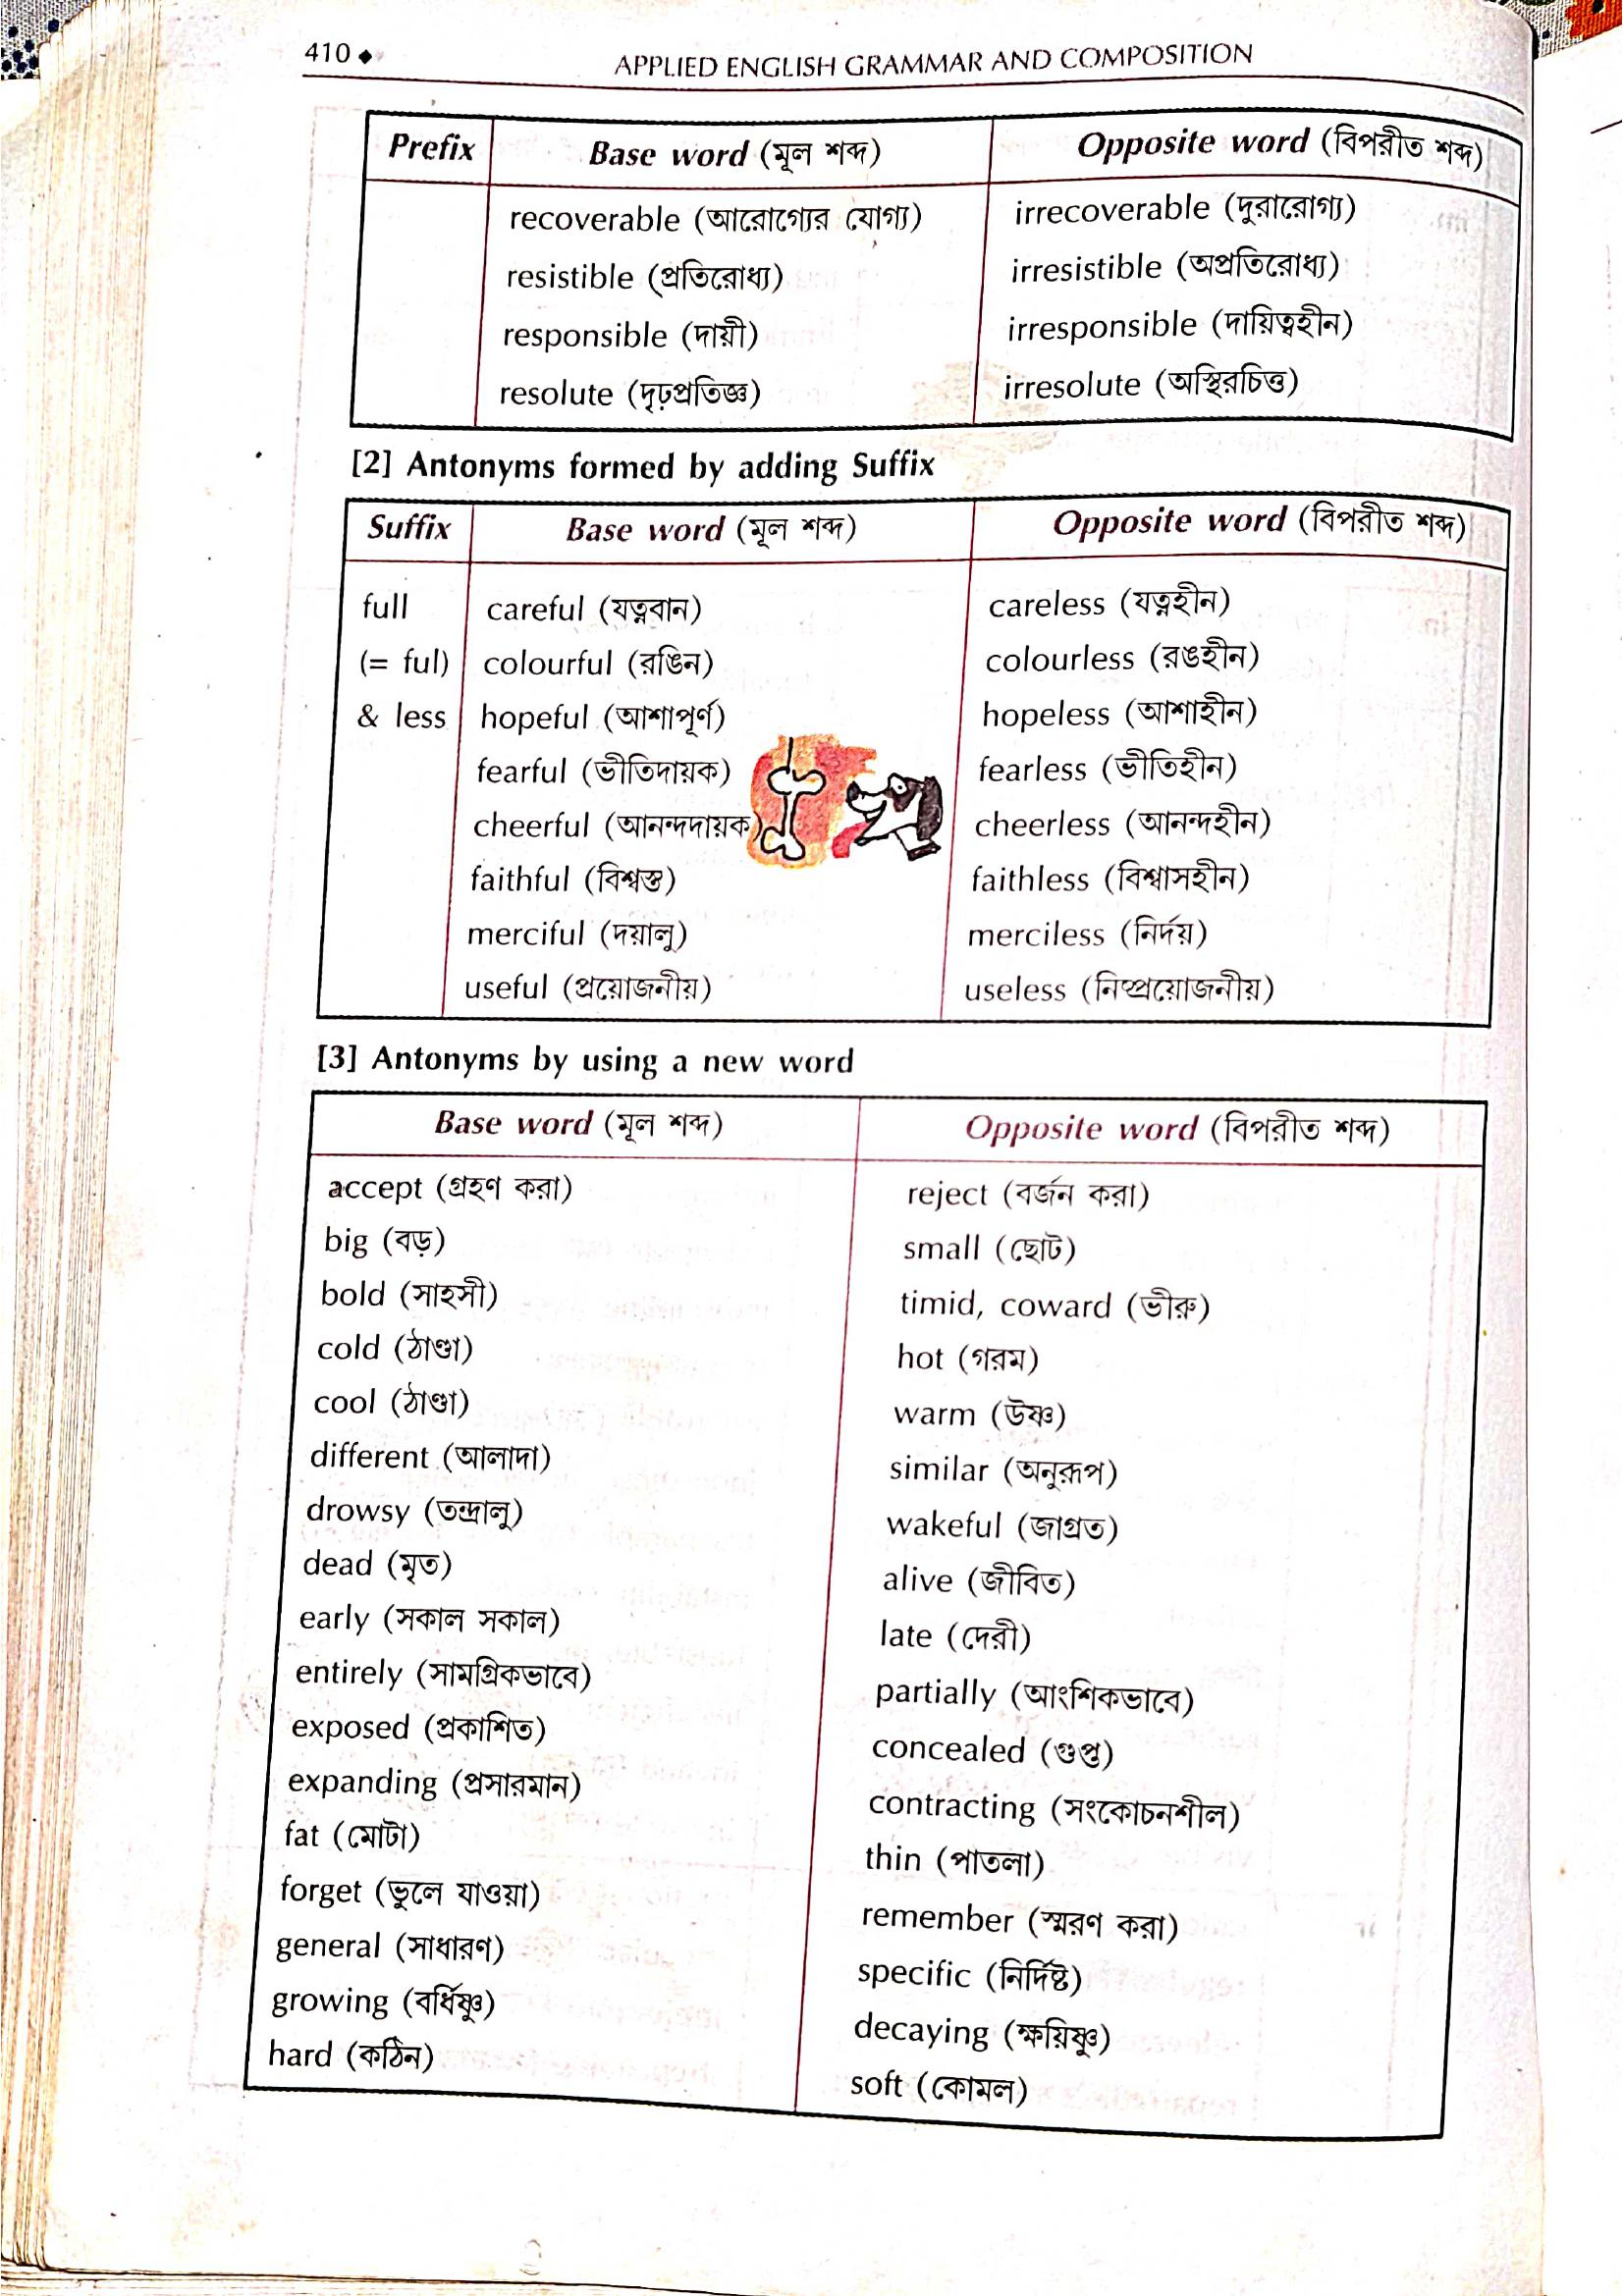 410 ◆ APPLIED ENGLISH GRAMMAR AND COMPOSITION
Prefix Base word (মূল শব্দ) Opposite word (বিপরীত শব্দ)
recoverable (আরোগ্যের যোগ্য) irrecoverable (দুরারোগ্য)
resistible (প্রতিরোধ্য) irresistible (অপ্রতিরোধ্য)
responsible (দায়ী) irresponsible (দায়িত্বহীন)
resolute (দৃঢ়প্রতিজ্ঞ) irresolute (অস্থিরচিত্ত)
[2] Antonyms formed by adding Suffix
Suffix Base word (মূল শব্দ) Opposite word (বিপরীত শব্দ)
full careful (যত্নবান) careless (যত্নহীন)
(= ful) colourful (রঙিন) colourless (রঙহীন)
& less hopeful (আশাপূর্ণ) hopeless (আশাহীন)
fearful (ভীতিদায়ক) fearless (ভীতিহীন)
cheerful (আনন্দদায়ক) cheerless (আনন্দহীন)
faithful (বিশ্বস্ত) faithless (বিশ্বাসহীন)
merciful (দয়ালু) merciless (নির্দয়)
useful (প্রয়োজনীয়) useless (নিষ্প্রয়োজনীয়)
[3] Antonyms by using a new word
Base word (মূল শব্দ) Opposite word (বিপরীত শব্দ)
accept (গ্রহণ করা) reject (বর্জন করা)
big (বড়) small (ছোট)
bold (সাহসী) timid, coward (ভীরু)
cold (ঠাণ্ডা) hot (গরম)
cool (ঠাণ্ডা) warm (উষ্ণ)
different (আলাদা) similar (অনুরূপ)
drowsy (তন্দ্রালু) wakeful (জাগ্রত)
dead (মৃত) alive (জীবিত)
early (সকাল সকাল) late (দেরী)
entirely (সামগ্রিকভাবে) partially (আংশিকভাবে)
exposed (প্রকাশিত) concealed (গুপ্ত)
expanding (প্রসারমান) contracting (সংকোচনশীল)
fat (মোটা) thin (পাতলা)
forget (ভুলে যাওয়া) remember (স্মরণ করা)
general (সাধারণ) specific (নির্দিষ্ট)
growing (বর্ধিষ্ণু) decaying (ক্ষয়িষ্ণু)
hard (কঠিন) soft (কোমল)